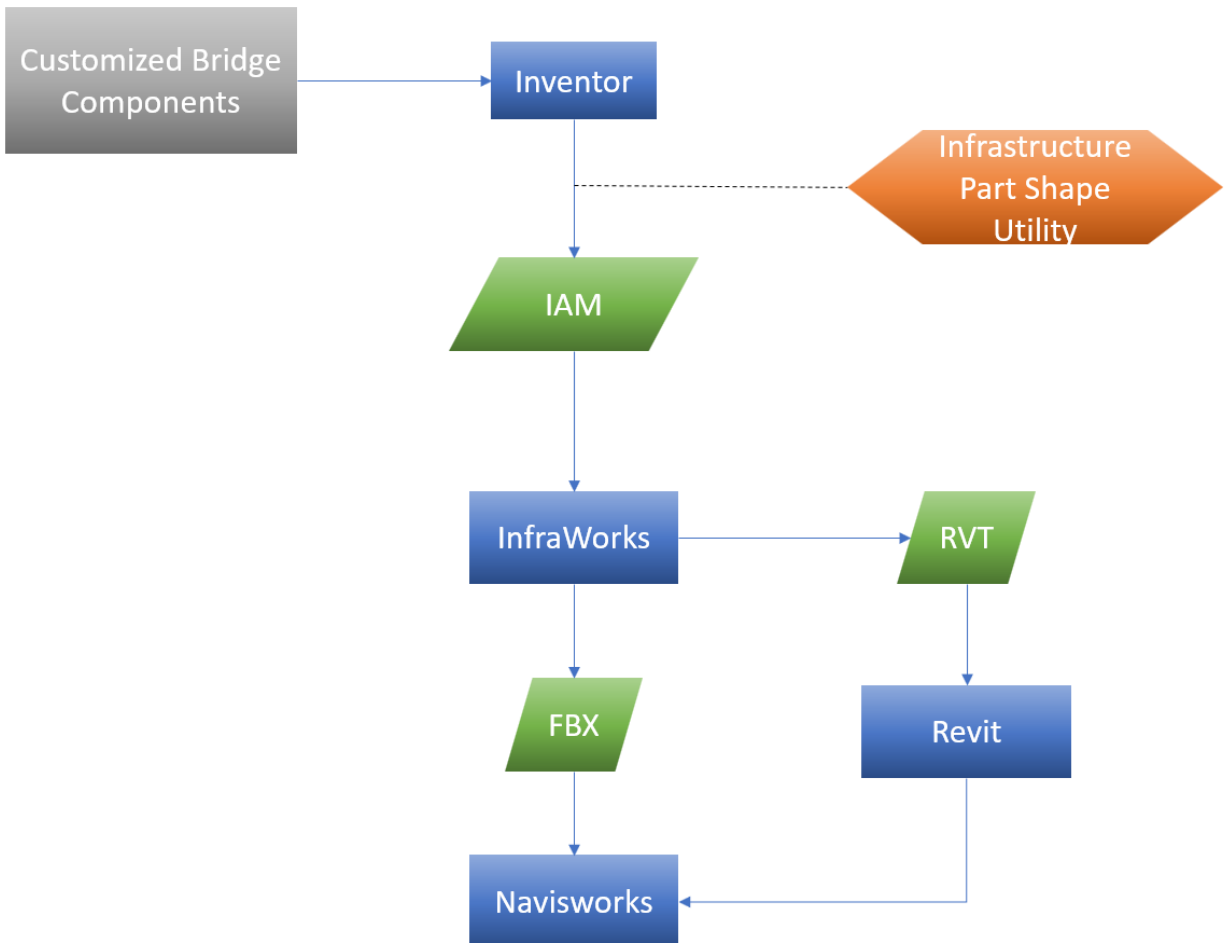 Customized Bridge
Components
Inventor
Infrastructure
Part Shape
Utility
IAM
InfraWorks
RVT
FBX
Revit
Navisworks